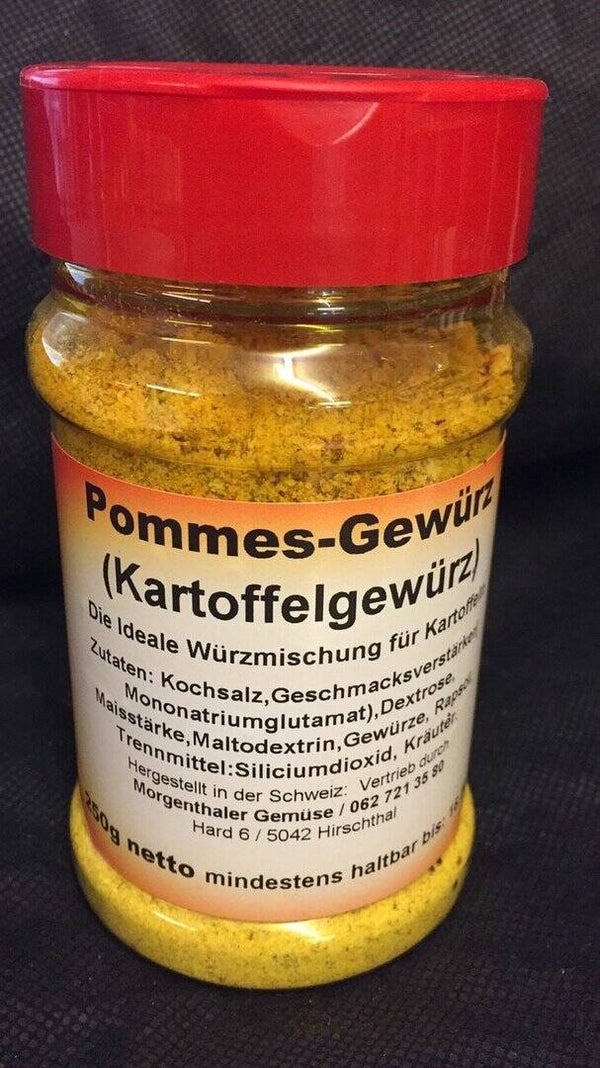 Pommes-Gewürz
(Kartoffelgewürz)
Die Ideale Würzmischung für Kartoffeln
Zutaten: Kochsalz,Geschmacksverstärker
Mononatriumglutamat),Dextrose,
Maisstärke,Maltodextrin,Gewürze, Rapsöl,
Trennmittel:Siliciumdioxid, Kräuter.
Hergestellt in der Schweiz: Vertrieb durch
Morgenthaler Gemüse / 062 721 35 80
Hard 6 / 5042 Hirschthal
250g netto mindestens haltbar bis: